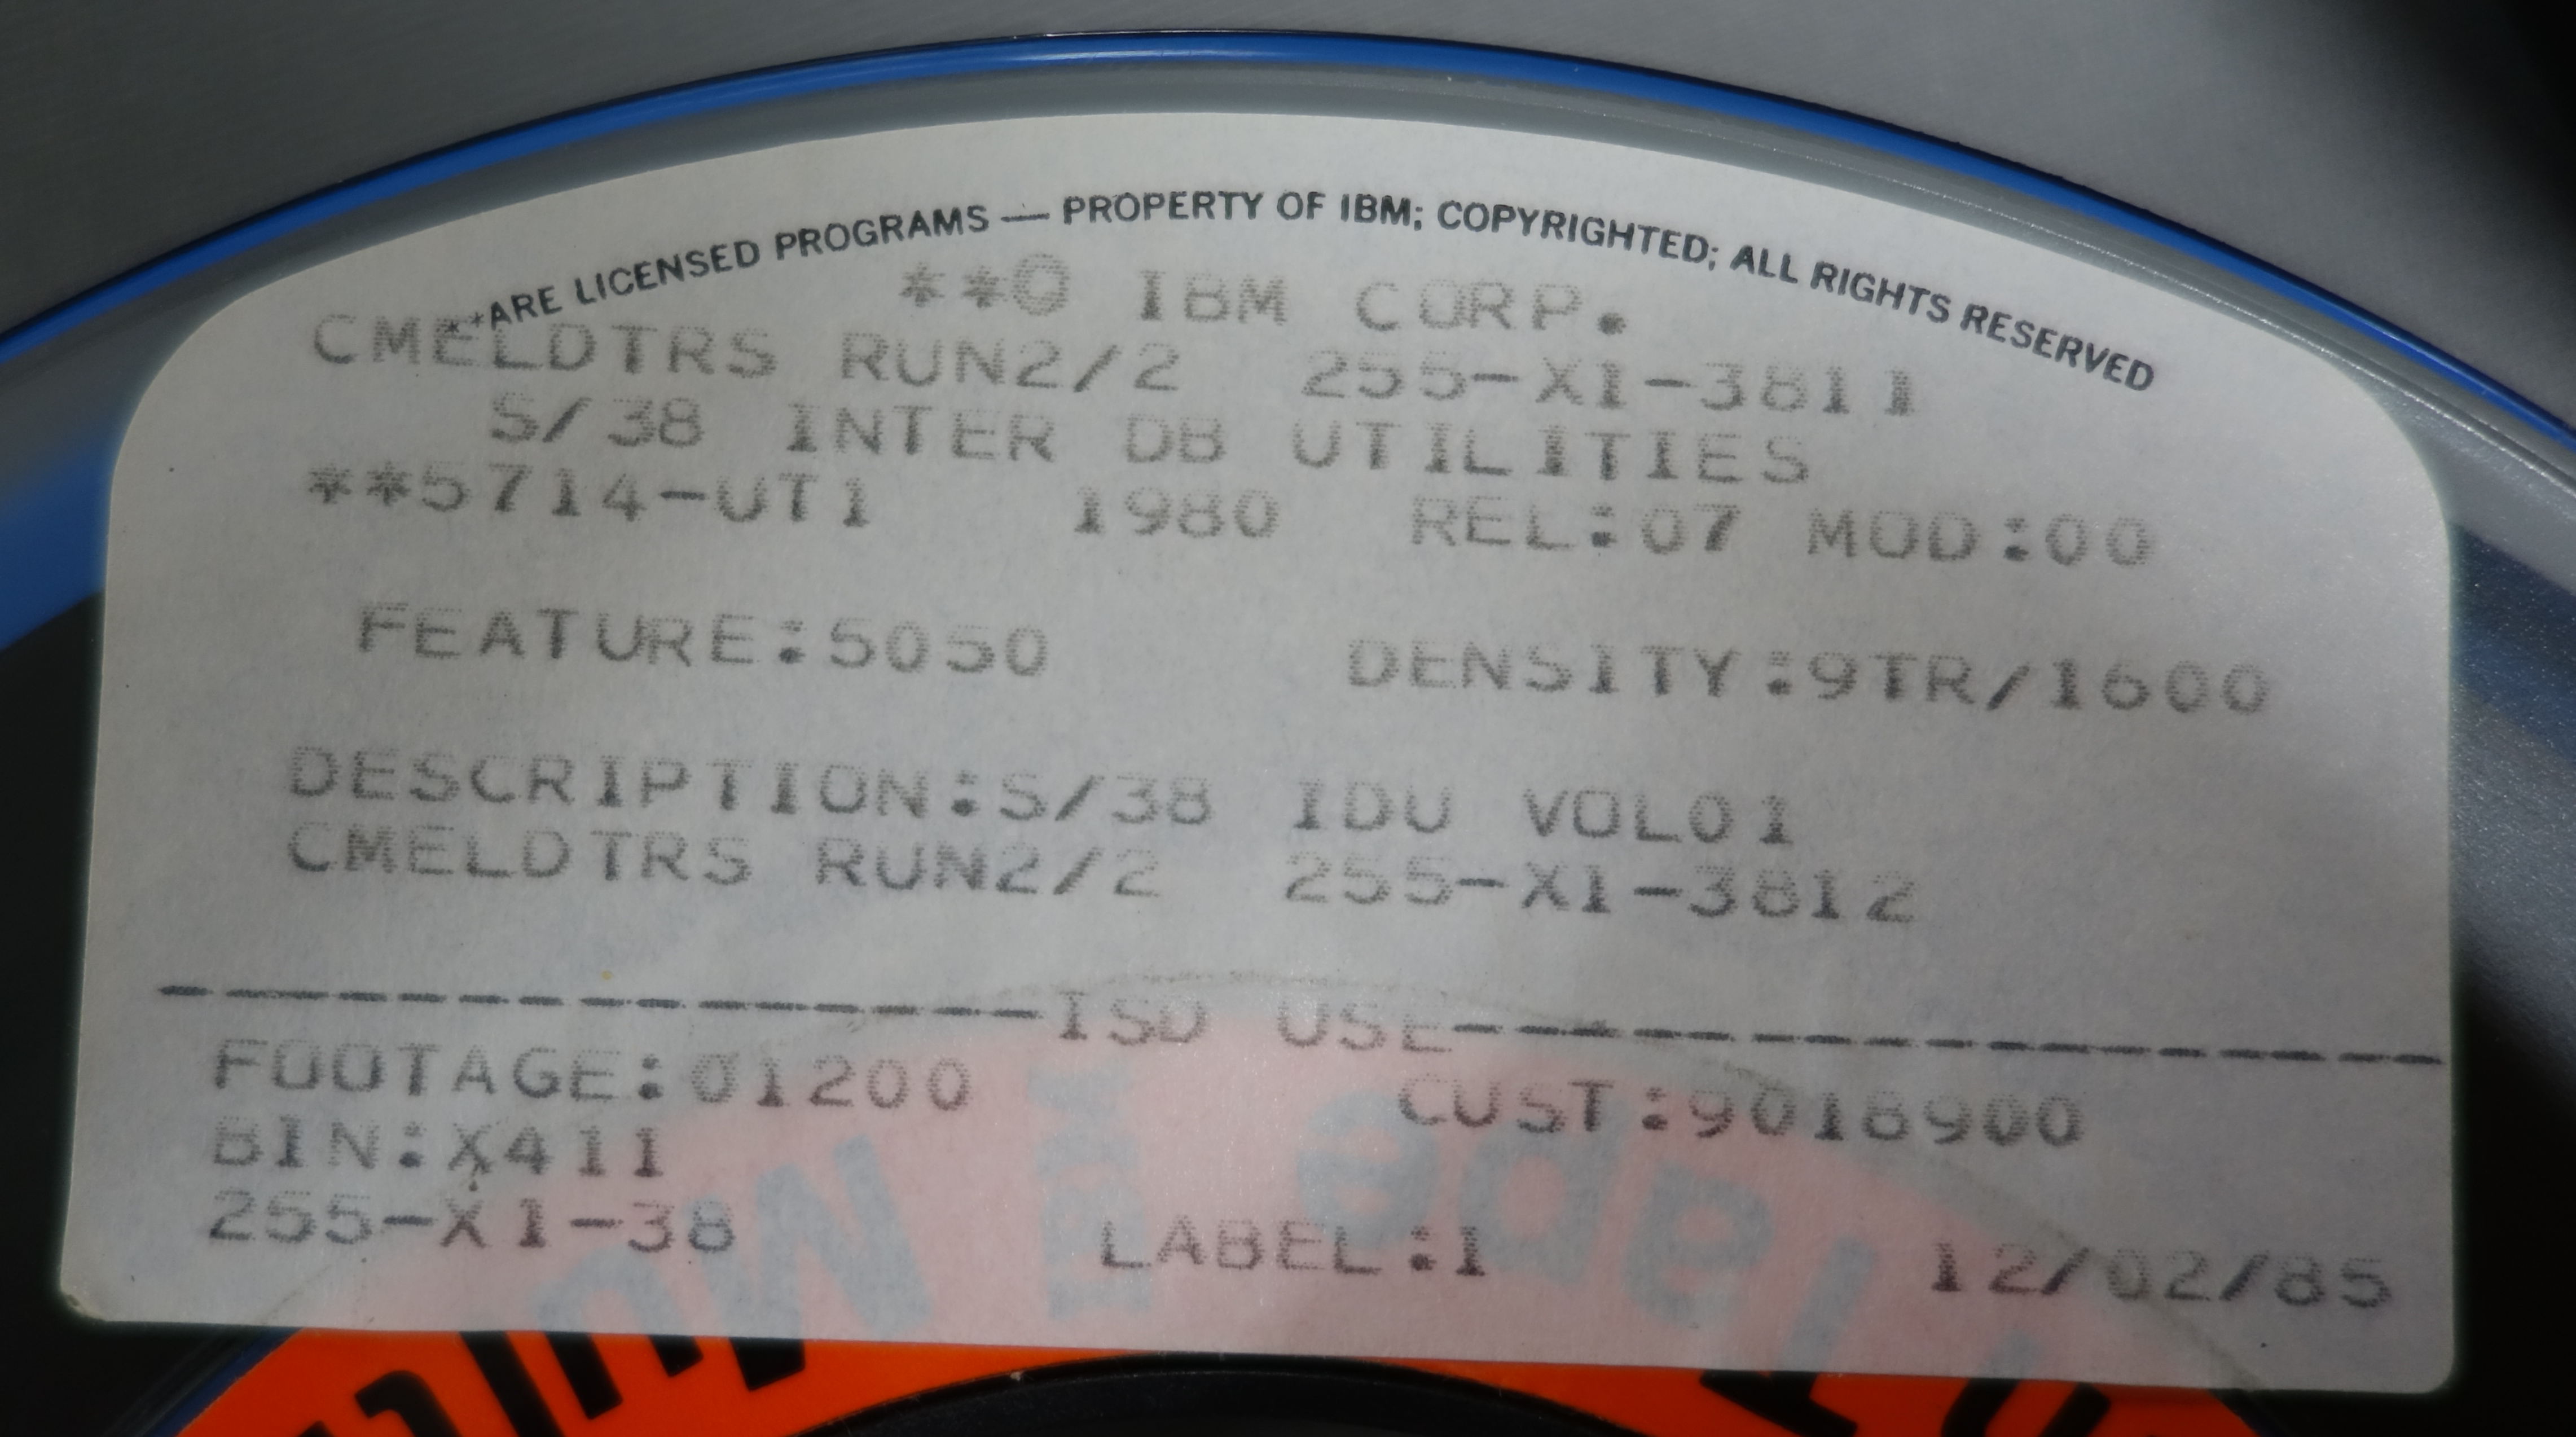 **ARE LICENSED PROGRAMS — PROPERTY OF IBM; COPYRIGHTED; ALL RIGHTS RESERVED
**© IBM CORP.
CMELDTRS RUN2/2 255-X1-3811
S/38 INTER DB UTILITIES
**5714-UT1 1980 REL:07 MOD:00
FEATURE:5050 DENSITY:9TR/1600
DESCRIPTION:S/38 IDU VOL01
CMELDTRS RUN2/2 255-X1-3812
---------------ISD USE-----------------
FOOTAGE:01200 CUST:9016900
BIN:X411
255-X1-38 LABEL:1 12/02/85